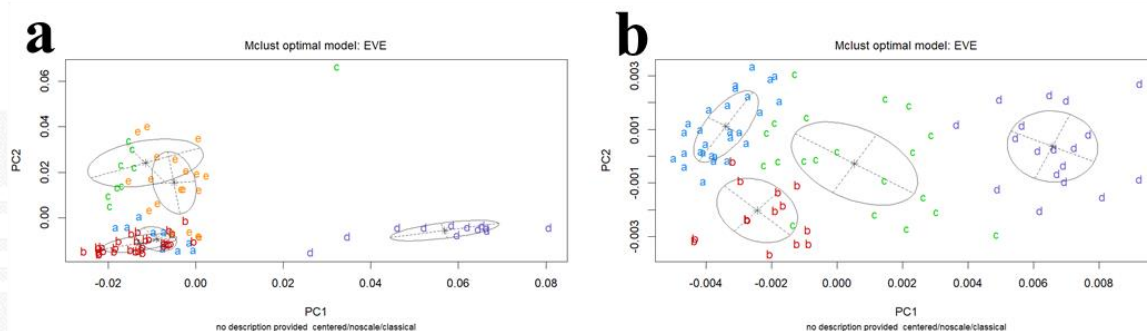 a
Mclust optimal model: EVE
PC2
0.06
0.04
0.02
0.00
-0.02 0.00 0.02 0.04 0.06 0.08
PC1
no description provided centered/noscale/classical
b
Mclust optimal model: EVE
PC2
0.003
0.001
-0.001
-0.003
-0.004 -0.002 0.000 0.002 0.004 0.006 0.008
PC1
no description provided centered/noscale/classical